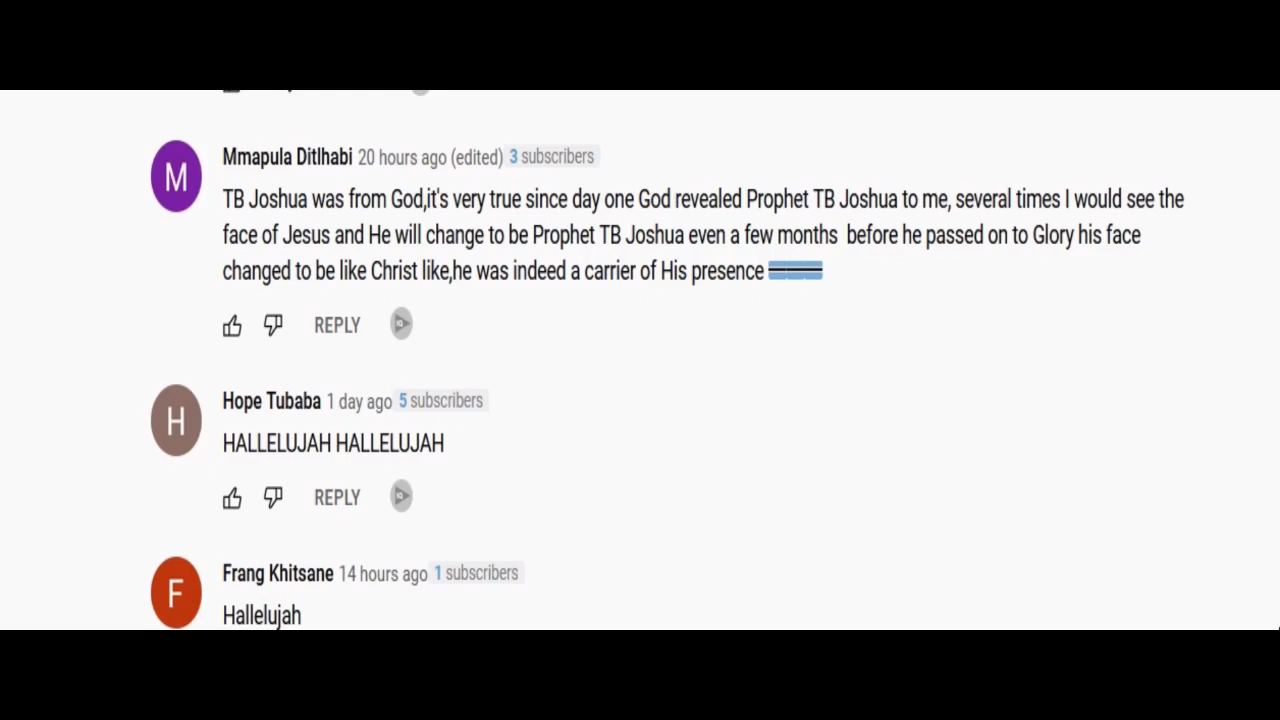 M
Mmapula Ditlhabi 20 hours ago (edited) 3 subscribers
TB Joshua was from God,it's very true since day one God revealed Prophet TB Joshua to me, several times I would see the
face of Jesus and He will change to be Prophet TB Joshua even a few months before he passed on to Glory his face
changed to be like Christ like,he was indeed a carrier of His presence 🇧🇼🇧🇼🇧🇼
REPLY
H
Hope Tubaba 1 day ago 5 subscribers
HALLELUJAH HALLELUJAH
REPLY
F
Frang Khitsane 14 hours ago 1 subscribers
Hallelujah